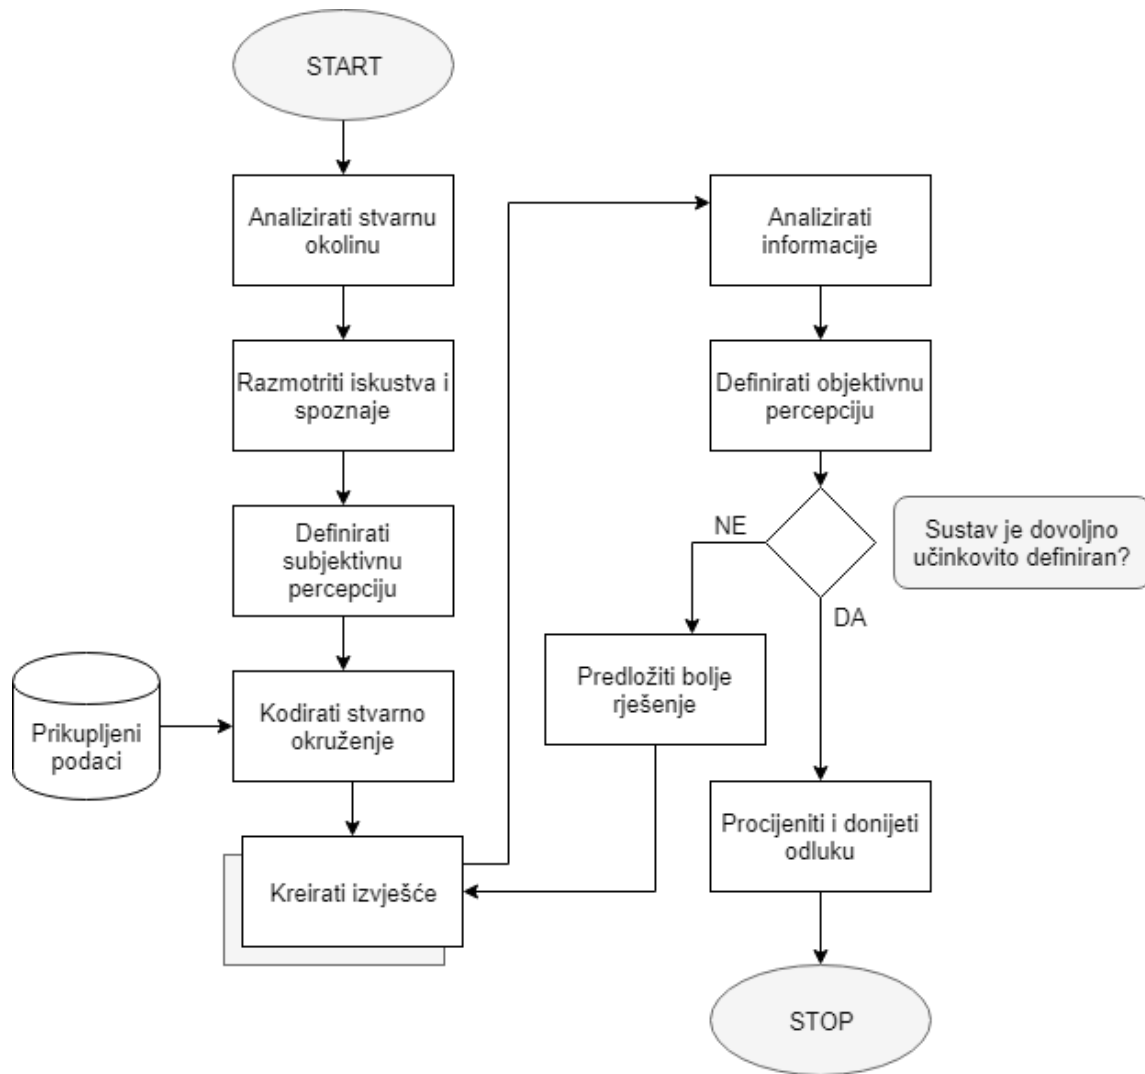 START
Analizirati stvarnu
okolinu
Razmotriti iskustva i
spoznaje
Definirati
subjektivnu
percepciju
Prikupljeni
podaci
Kodirati stvarno
okruženje
Kreirati izvješće
Analizirati
informacije
Definirati objektivnu
percepciju
Sustav je dovoljno
učinkovito definiran?
NE
DA
Predložiti bolje
rješenje
Procijeniti i donijeti
odluku
STOP